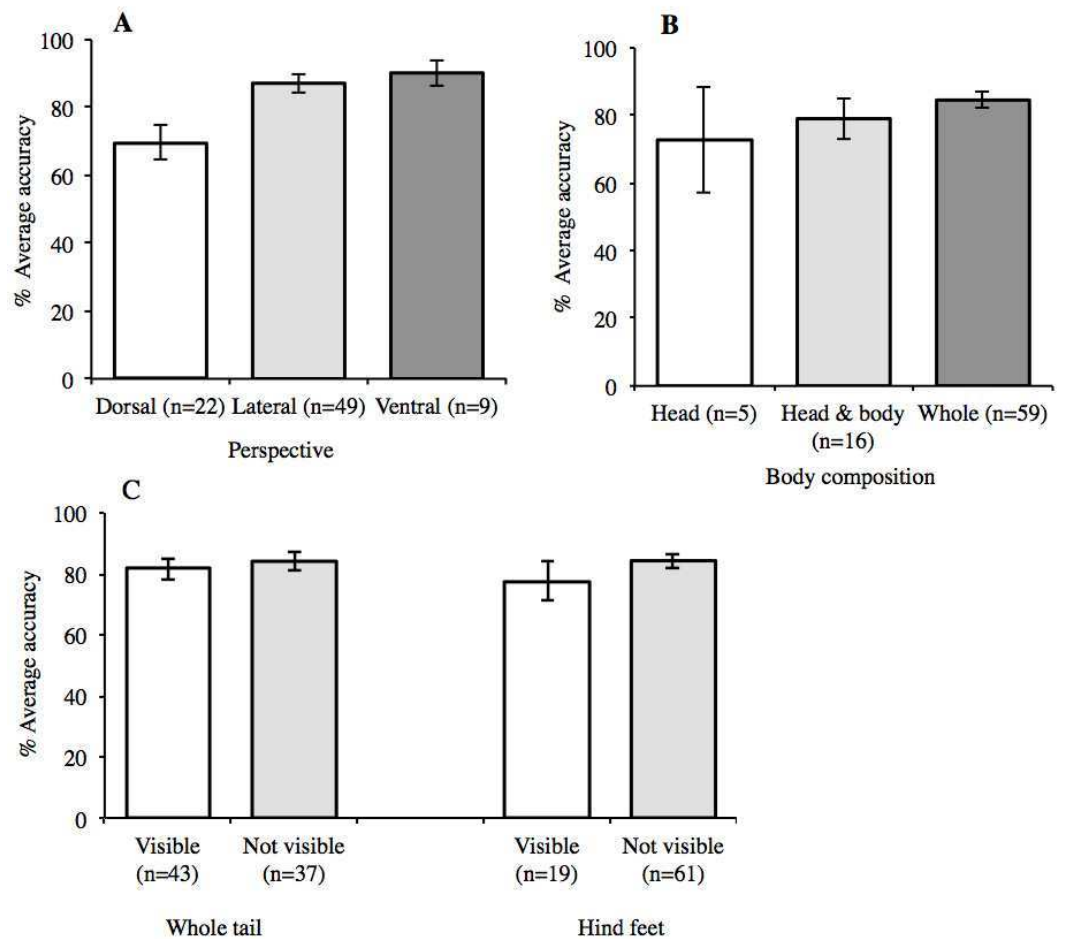 A
% Average accuracy
100
80
60
40
20
0
Dorsal (n=22) Lateral (n=49) Ventral (n=9)
Perspective
B
% Average accuracy
100
80
60
40
20
0
Head (n=5) Head & body Whole (n=59)
(n=16)
Body composition
C
% Average accuracy
100
80
60
40
20
0
Visible Not visible Visible Not visible
(n=43) (n=37) (n=19) (n=61)
Whole tail Hind feet